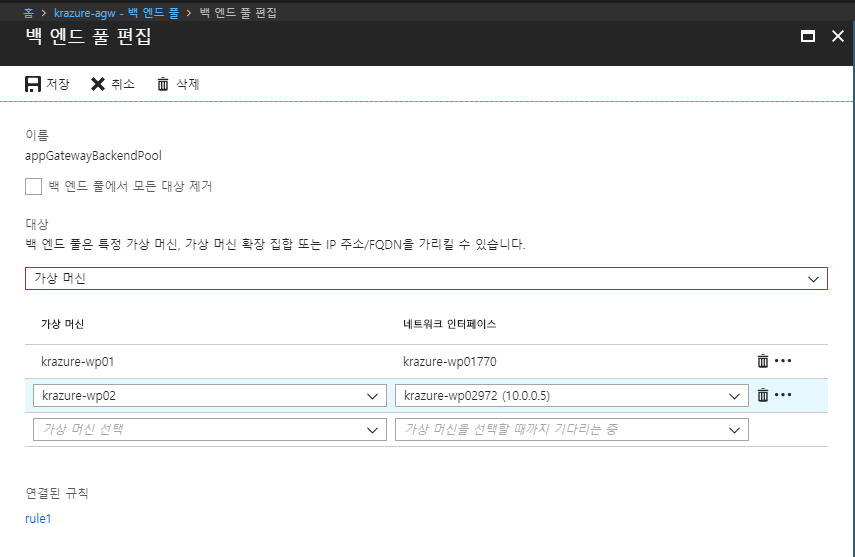 홈 > krazure-agw - 백 엔드 풀 > 백 엔드 풀 편집
백 엔드 풀 편집
저장 취소 삭제
이름
appGatewayBackendPool
백 엔드 풀에서 모든 대상 제거
대상
백 엔드 풀은 특정 가상 머신, 가상 머신 확장 집합 또는 IP 주소/FQDN을 가리킬 수 있습니다.
가상 머신
가상 머신 네트워크 인터페이스
krazure-wp01 krazure-wp01770
krazure-wp02 krazure-wp02972 (10.0.0.5)
가상 머신 선택 가상 머신을 선택할 때까지 기다리는 중
연결된 규칙
rule1